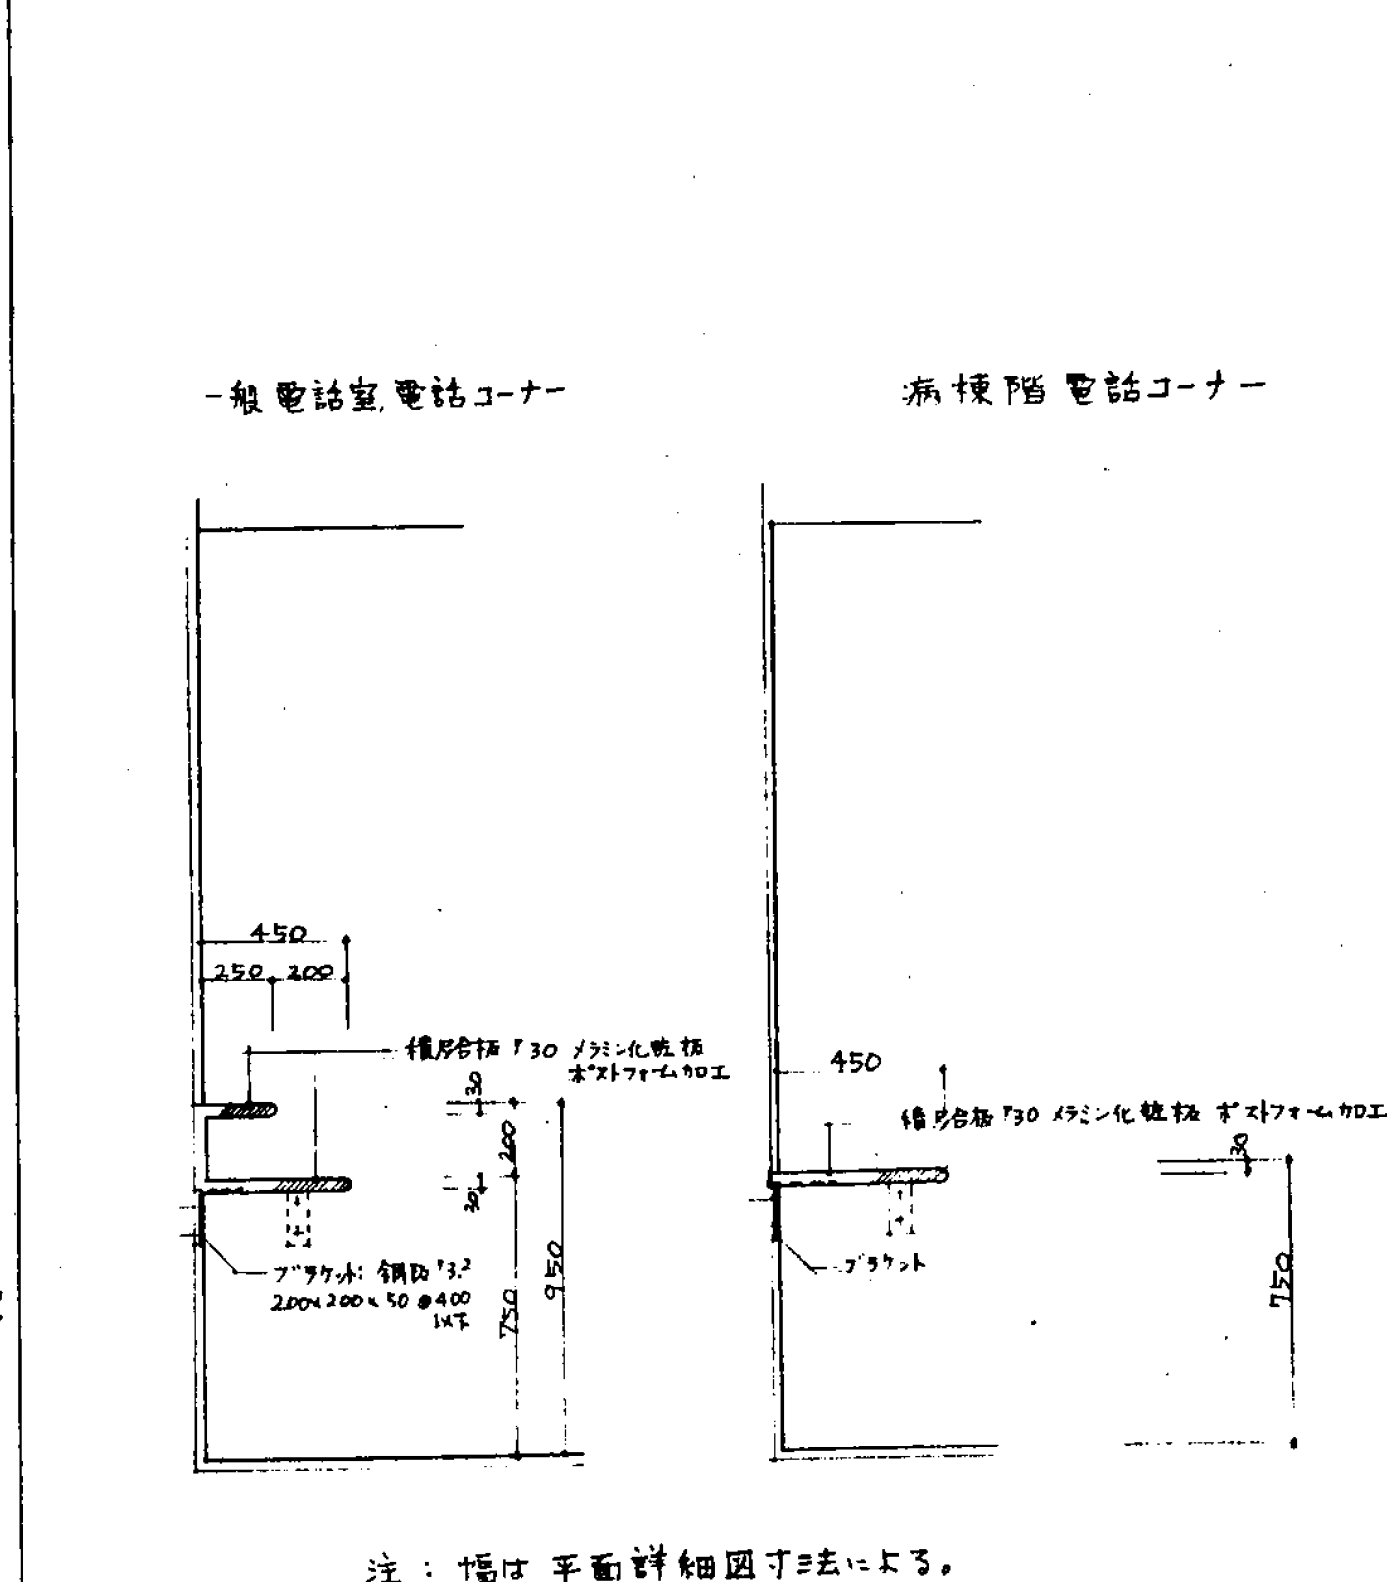 一般電話室,電話コーナー
病棟階 電話コーナー
450
250 200
積層合板 ア30 メラミン化粧板
ポストフォーム加工
30
200
30
950
750
ブラケット: 鋼板 ア3.2
200×200×50 @400
以下
450
積層合板 ア30 メラミン化粧板 ポストフォーム加工
30
ブラケット
750
注：幅は平面詳細図寸法による。